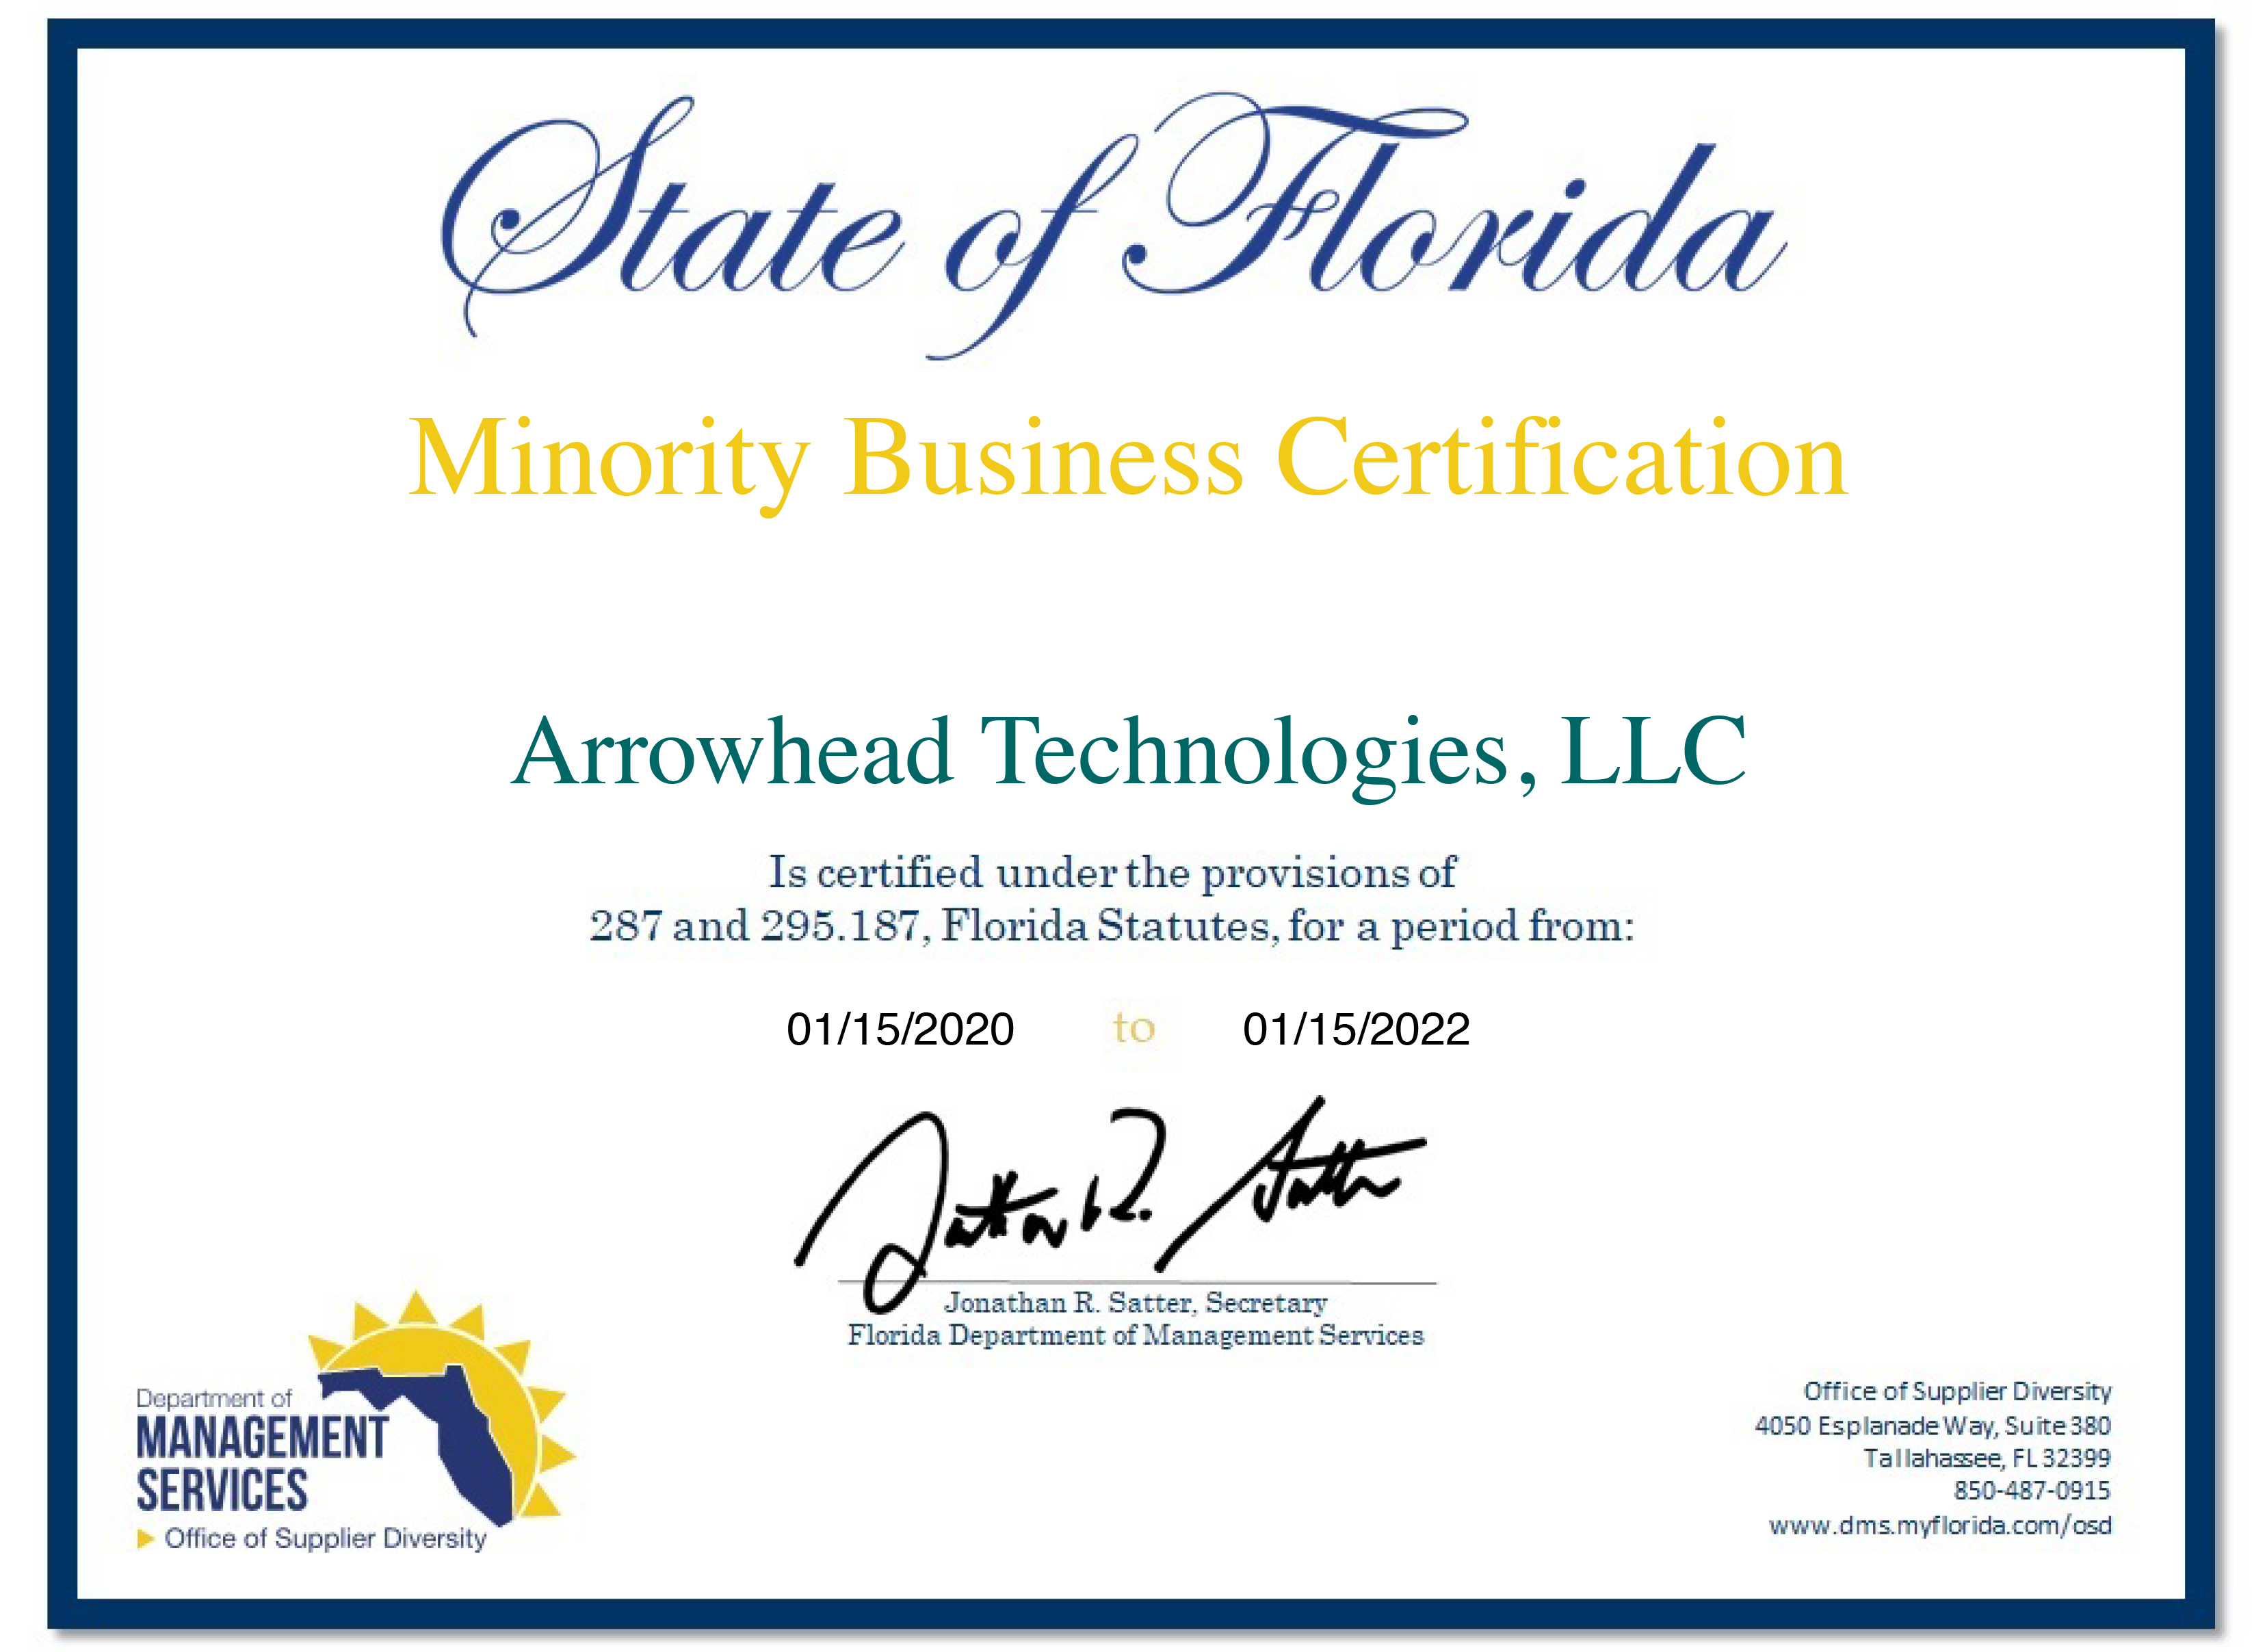 State of Florida
Minority Business Certification
Arrowhead Technologies, LLC
Is certified under the provisions of
287 and 295.187, Florida Statutes, for a period from:
01/15/2020 to 01/15/2022
Jonathan R. Satter
Jonathan R. Satter, Secretary
Florida Department of Management Services
Department of
MANAGEMENT
SERVICES
Office of Supplier Diversity
Office of Supplier Diversity
4050 Esplanade Way, Suite 380
Tallahassee, FL 32399
850-487-0915
www.dms.myflorida.com/osd